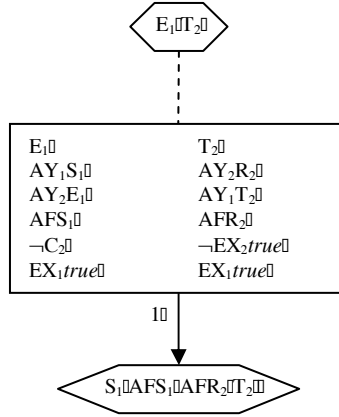 E₁▯T₂▯
E₁▯ T₂▯
AY₁S₁▯ AY₂R₂▯
AY₂E₁▯ AY₁T₂▯
AFS₁▯ AFR₂▯
¬C₂▯ ¬EX₂true▯
EX₁true▯ EX₁true▯
1▯
S₁▯AFS₁▯AFR₂▯T₂▯▯